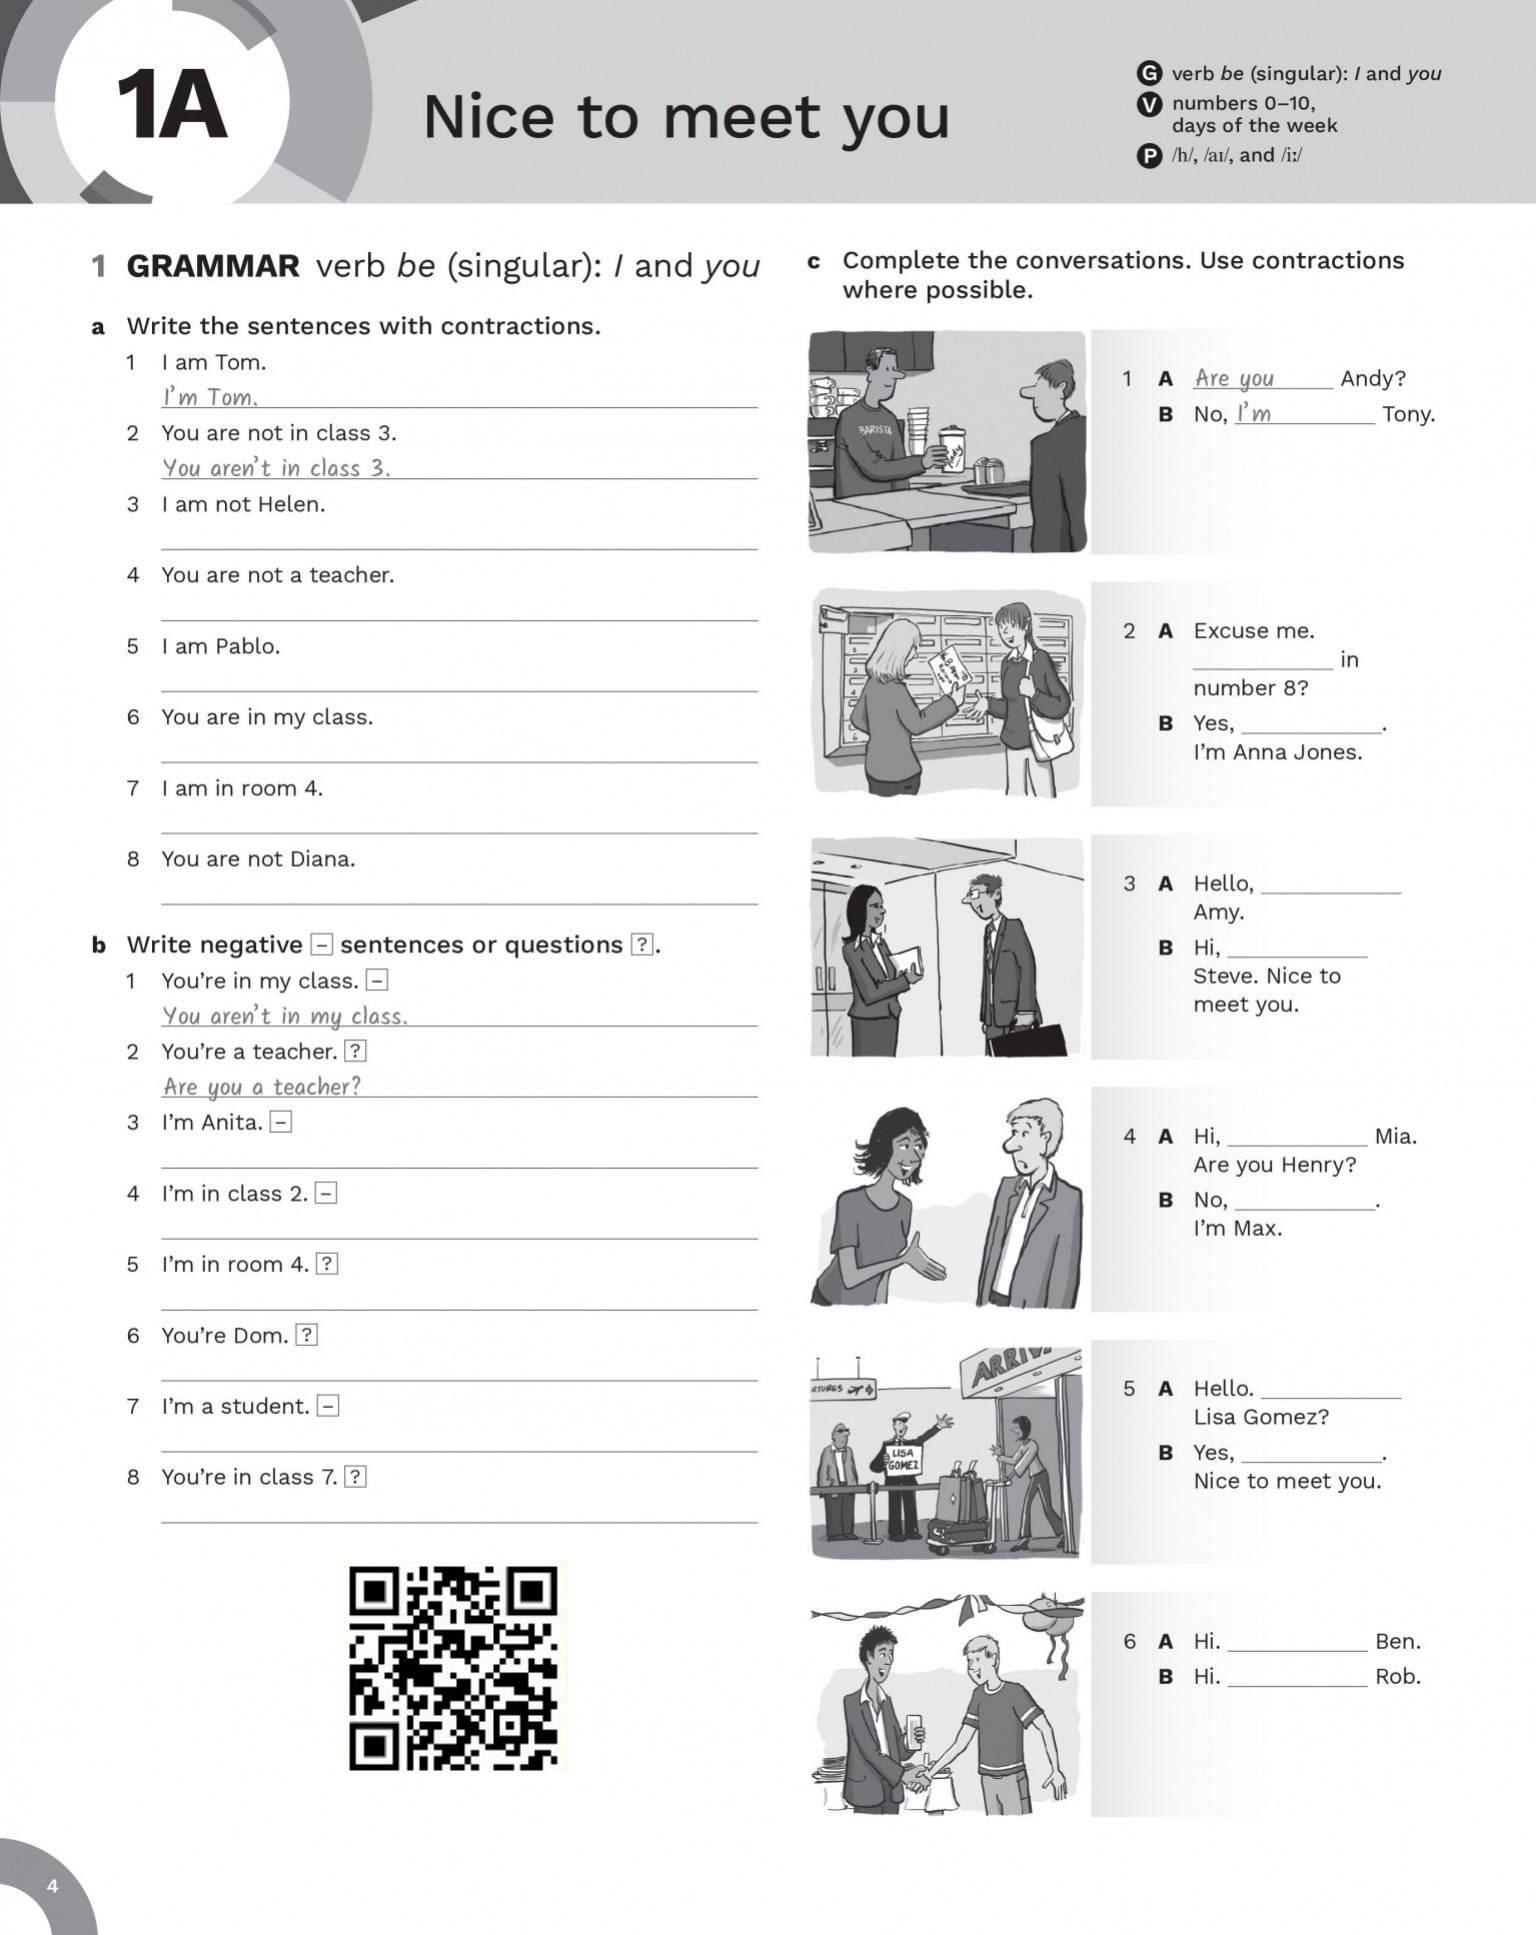 1A
Nice to meet you
G verb be (singular): I and you
V numbers 0–10,
days of the week
P /h/, /aɪ/, and /iː/
1 GRAMMAR verb be (singular): I and you
a Write the sentences with contractions.
1 I am Tom.
I'm Tom.
2 You are not in class 3.
You aren't in class 3.
3 I am not Helen.
4 You are not a teacher.
5 I am Pablo.
6 You are in my class.
7 I am in room 4.
8 You are not Diana.
b Write negative – sentences or questions ?.
1 You're in my class. –
You aren't in my class.
2 You're a teacher. ?
Are you a teacher?
3 I'm Anita. –
4 I'm in class 2. –
5 I'm in room 4. ?
6 You're Dom. ?
7 I'm a student. –
8 You're in class 7. ?
c Complete the conversations. Use contractions
where possible.
BARISTA
Andy
1 A Are you Andy?
B No, I'm Tony.
2 A Excuse me.
in
number 8?
B Yes, .
I'm Anna Jones.
3 A Hello,
Amy.
B Hi,
Steve. Nice to
meet you.
4 A Hi, Mia.
Are you Henry?
B No, .
I'm Max.
ARRIV
RTURES
LISA
GOMEZ
5 A Hello.
Lisa Gomez?
B Yes, .
Nice to meet you.
6 A Hi. Ben.
B Hi. Rob.
4